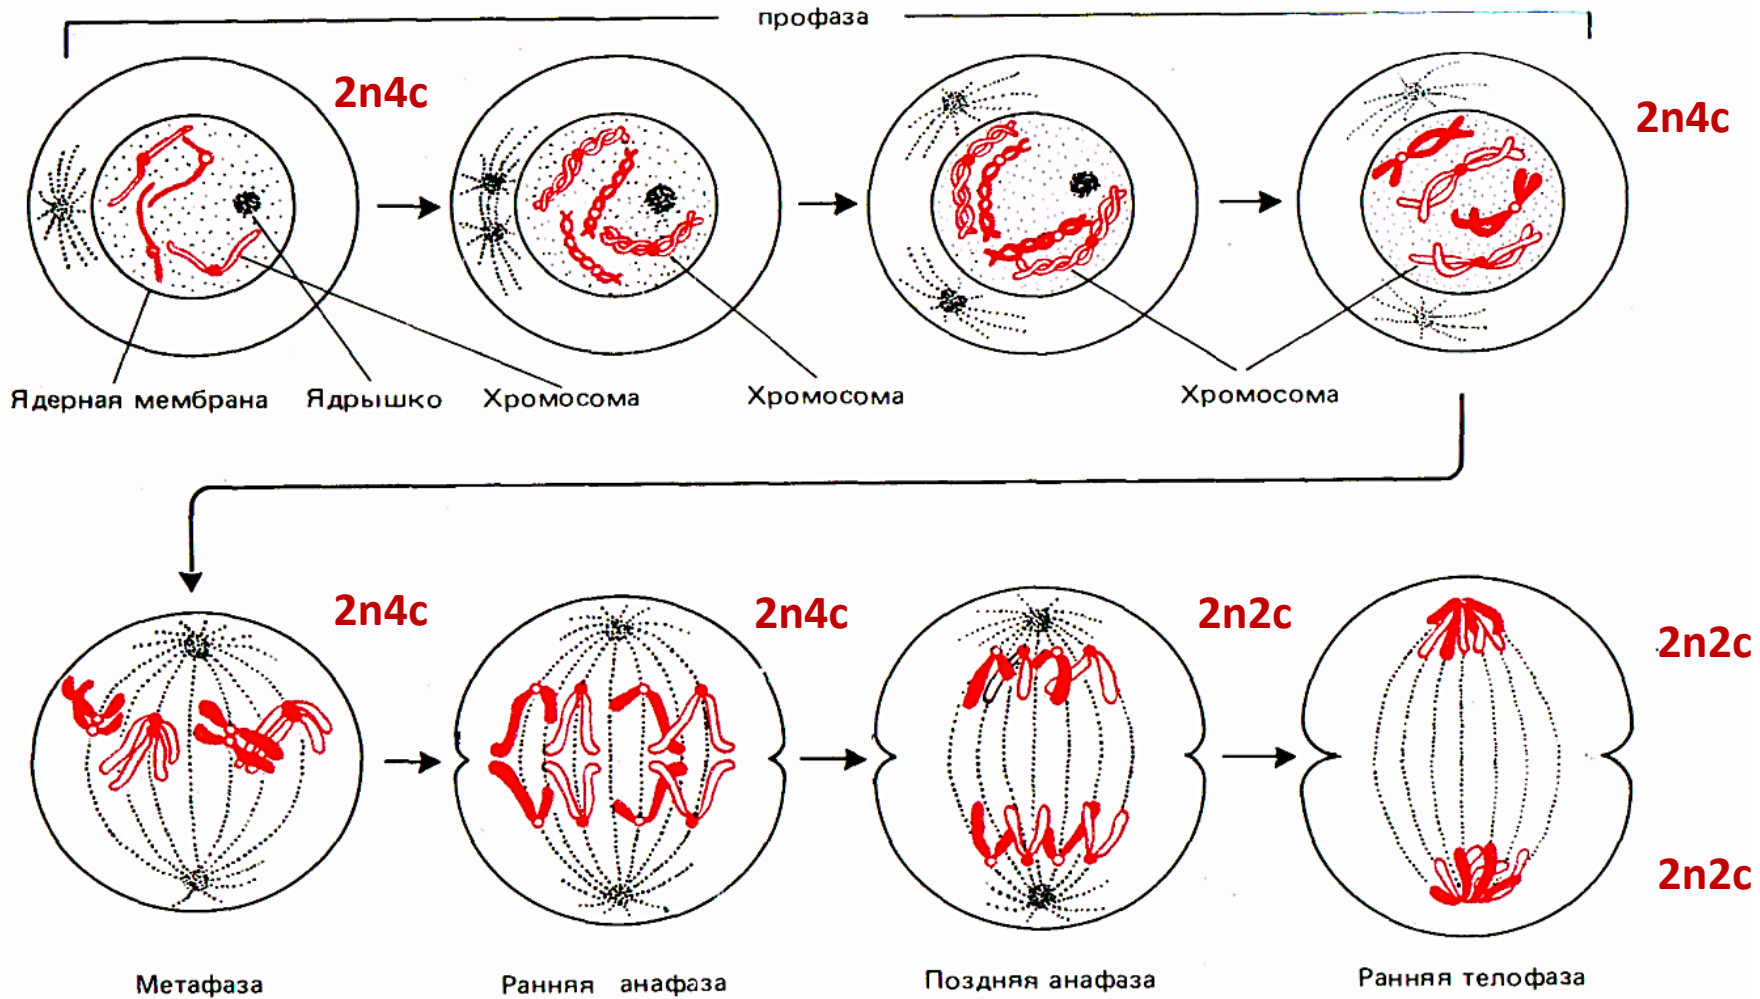 профаза
2n4c
2n4c
Ядерная мембрана
Ядрышко
Хромосома
Хромосома
Хромосома
2n4c
2n4c
2n2c
2n2c
2n2c
Метафаза
Ранняя анафаза
Поздняя анафаза
Ранняя телофаза